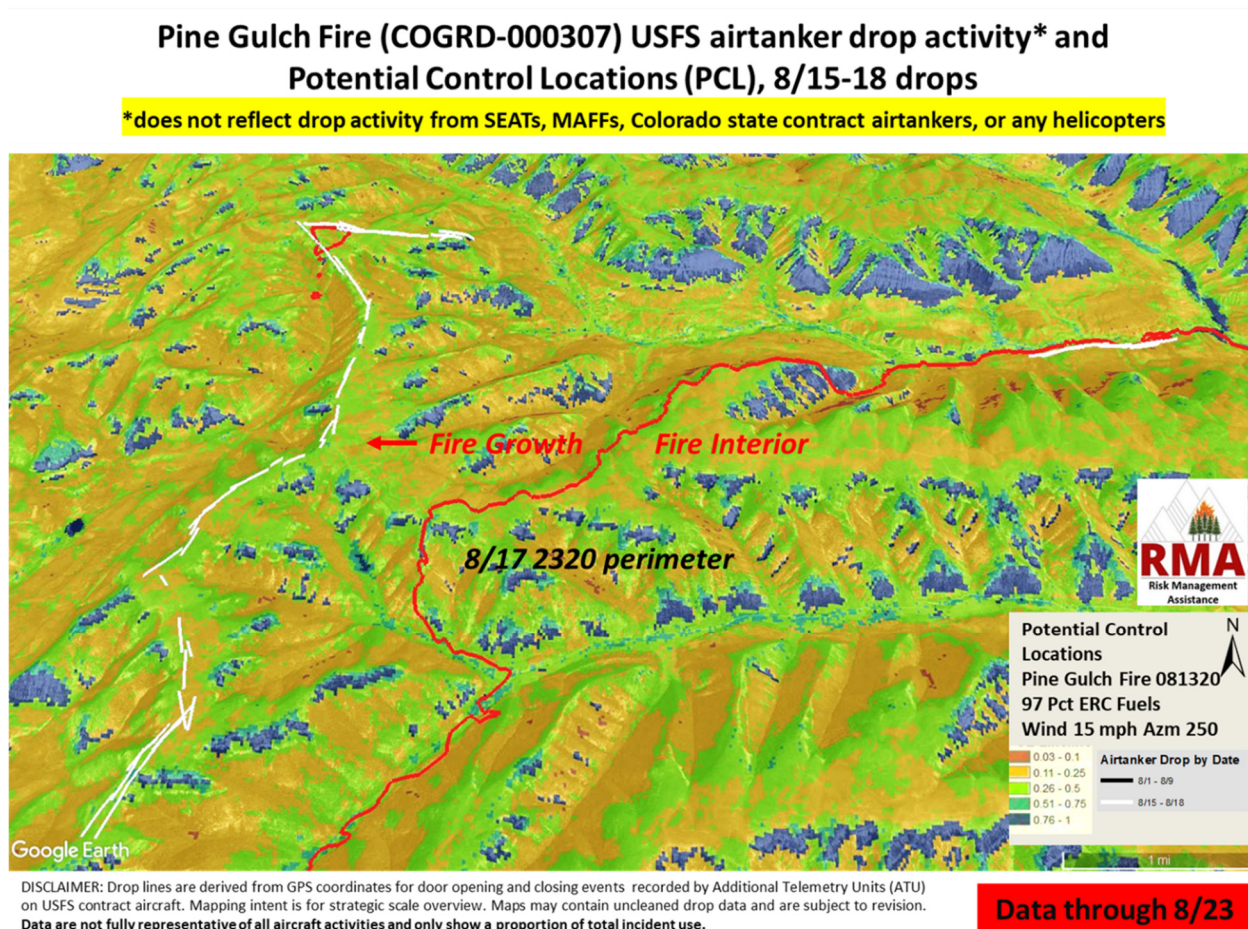 Pine Gulch Fire (COGRD-000307) USFS airtanker drop activity* and
Potential Control Locations (PCL), 8/15-18 drops
*does not reflect drop activity from SEATs, MAFFs, Colorado state contract airtankers, or any helicopters
Fire Growth
Fire Interior
8/17 2320 perimeter
RMA
Risk Management
Assistance
N
Potential Control
Locations
Pine Gulch Fire 081320
97 Pct ERC Fuels
Wind 15 mph Azm 250
0.03 - 0.1
0.11 - 0.25
0.26 - 0.5
0.51 - 0.75
0.76 - 1
Airtanker Drop by Date
8/1 - 8/9
8/15 - 8/18
Google Earth
1 mi
DISCLAIMER: Drop lines are derived from GPS coordinates for door opening and closing events recorded by Additional Telemetry Units (ATU)
on USFS contract aircraft. Mapping intent is for strategic scale overview. Maps may contain uncleaned drop data and are subject to revision.
Data are not fully representative of all aircraft activities and only show a proportion of total incident use.
Data through 8/23